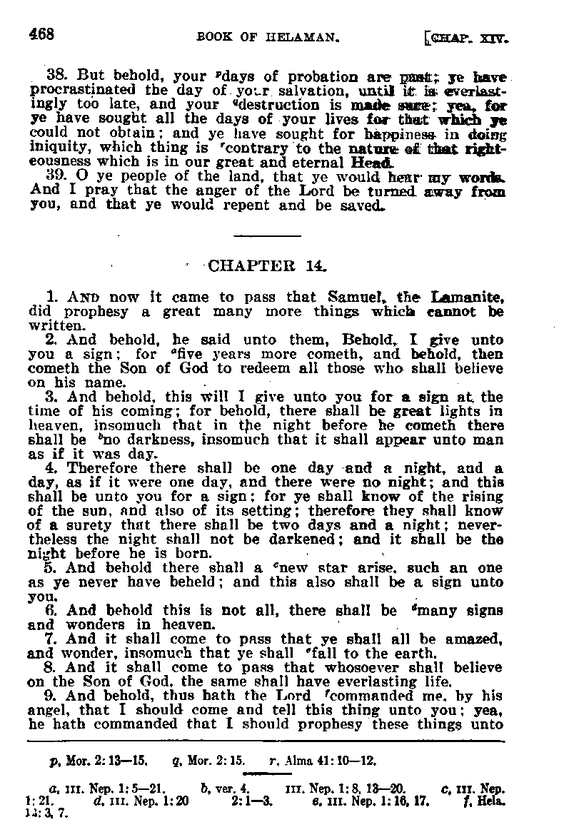 468 BOOK OF HELAMAN. [CHAP. XIV.
38. But behold, your pdays of probation are past; ye have
procrastinated the day of your salvation, until it is everlast-
ingly too late, and your qdestruction is made sure; yea, for
ye have sought all the days of your lives for that which ye
could not obtain; and ye have sought for happiness in doing
iniquity, which thing is rcontrary to the nature of that right-
eousness which is in our great and eternal Head.
39. O ye people of the land, that ye would hear my words.
And I pray that the anger of the Lord be turned away from
you, and that ye would repent and be saved.
CHAPTER 14.
1. AND now it came to pass that Samuel, the Lamanite,
did prophesy a great many more things which cannot be
written.
2. And behold, he said unto them, Behold, I give unto
you a sign; for afive years more cometh, and behold, then
cometh the Son of God to redeem all those who shall believe
on his name.
3. And behold, this will I give unto you for a sign at the
time of his coming; for behold, there shall be great lights in
heaven, insomuch that in the night before he cometh there
shall be bno darkness, insomuch that it shall appear unto man
as if it was day.
4. Therefore there shall be one day and a night, and a
day, as if it were one day, and there were no night; and this
shall be unto you for a sign; for ye shall know of the rising
of the sun, and also of its setting; therefore they shall know
of a surety that there shall be two days and a night; never-
theless the night shall not be darkened; and it shall be the
night before he is born.
5. And behold there shall a cnew star arise, such an one
as ye never have beheld; and this also shall be a sign unto
you.
6. And behold this is not all, there shall be dmany signs
and wonders in heaven.
7. And it shall come to pass that ye shall all be amazed,
and wonder, insomuch that ye shall efall to the earth.
8. And it shall come to pass that whosoever shall believe
on the Son of God, the same shall have everlasting life.
9. And behold, thus hath the Lord fcommanded me, by his
angel, that I should come and tell this thing unto you; yea,
he hath commanded that I should prophesy these things unto
p, Mor. 2: 13—15. q, Mor. 2: 15. r, Alma 41: 10—12.
a, III. Nep. 1: 5—21. b, ver. 4. III. Nep. 1: 8, 13—20. c, III. Nep.
1: 21. d, III. Nep. 1: 20 2: 1—3. e, III. Nep. 1: 16, 17. f, Hela.
13: 3, 7.